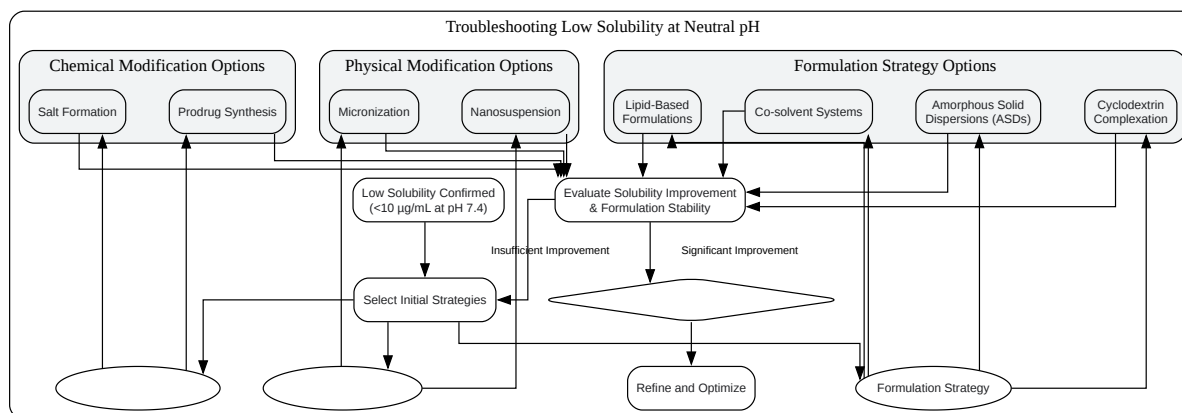 Troubleshooting Low Solubility at Neutral pH
Chemical Modification Options
Physical Modification Options
Formulation Strategy Options
Salt Formation
Prodrug Synthesis
Micronization
Nanosuspension
Lipid-Based
Formulations
Co-solvent Systems
Amorphous Solid
Dispersions (ASDs)
Cyclodextrin
Complexation
Low Solubility Confirmed
(<10 µg/mL at pH 7.4)
Evaluate Solubility Improvement
& Formulation Stability
Insufficient Improvement
Significant Improvement
Select Initial Strategies
Refine and Optimize
Formulation Strategy